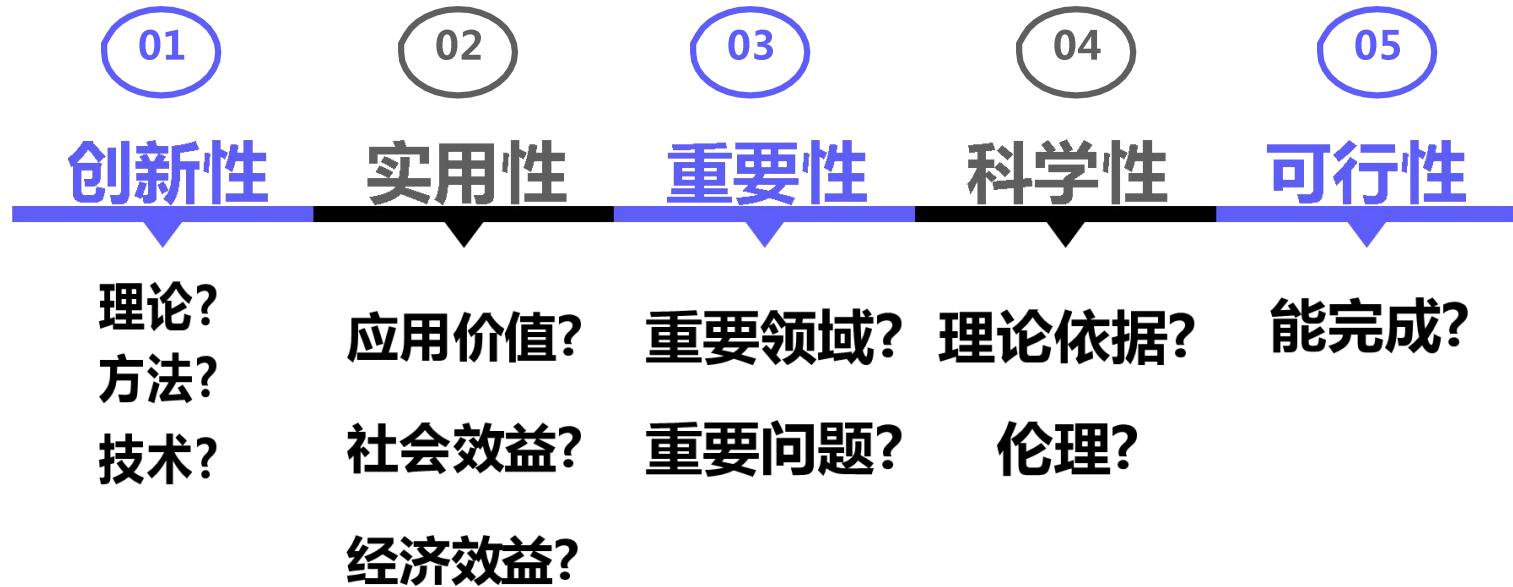 01
创新性
理论?
方法?
技术?
02
实用性
应用价值?
社会效益?
经济效益?
03
重要性
重要领域?
重要问题?
04
科学性
理论依据?
伦理?
05
可行性
能完成?